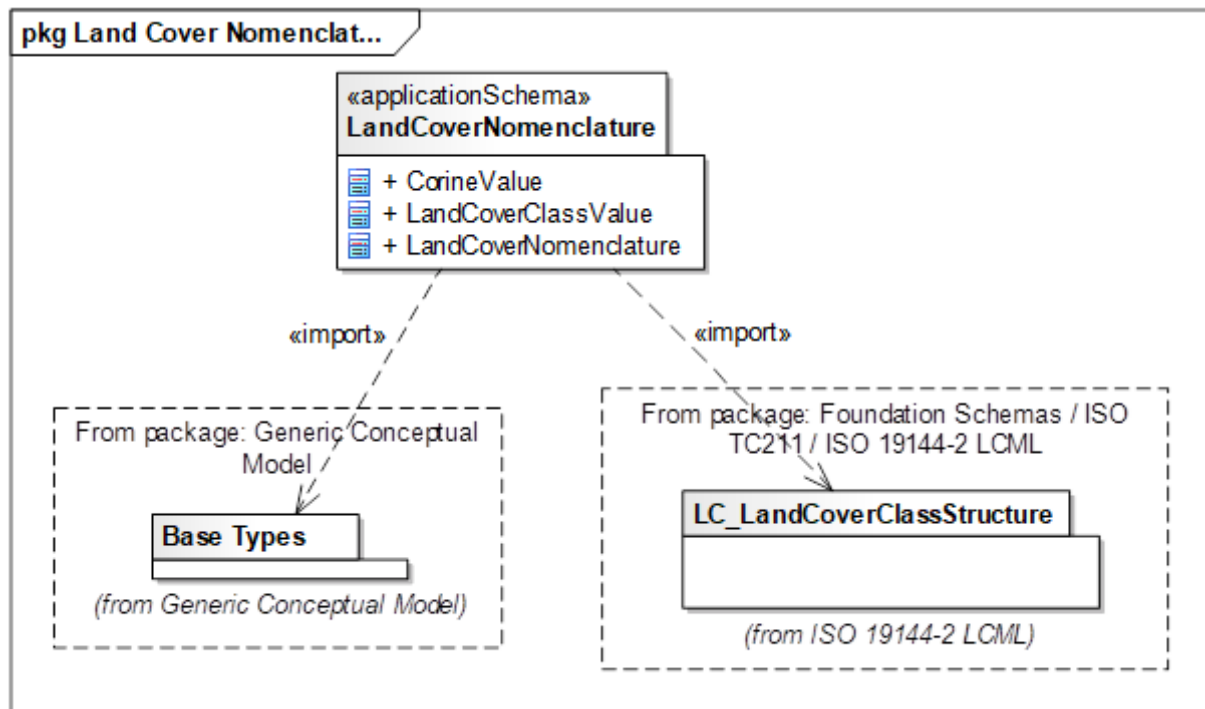 pkg Land Cover Nomenclat...
«applicationSchema»
LandCoverNomenclature
+ CorineValue
+ LandCoverClassValue
+ LandCoverNomenclature
«import»
«import»
From package: Generic Conceptual
Model
Base Types
(from Generic Conceptual Model)
From package: Foundation Schemas / ISO
TC211 / ISO 19144-2 LCML
LC_LandCoverClassStructure
(from ISO 19144-2 LCML)